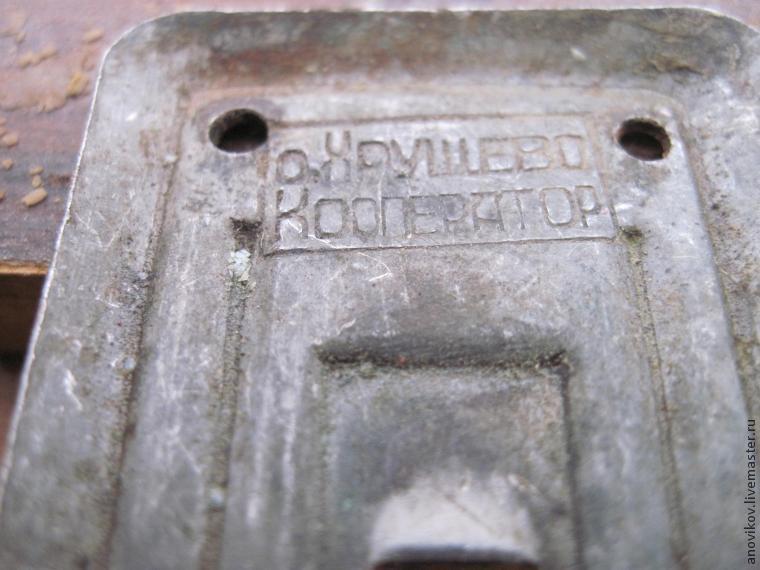 о.Хрущево
Кооператор
anovikov.livemaster.ru